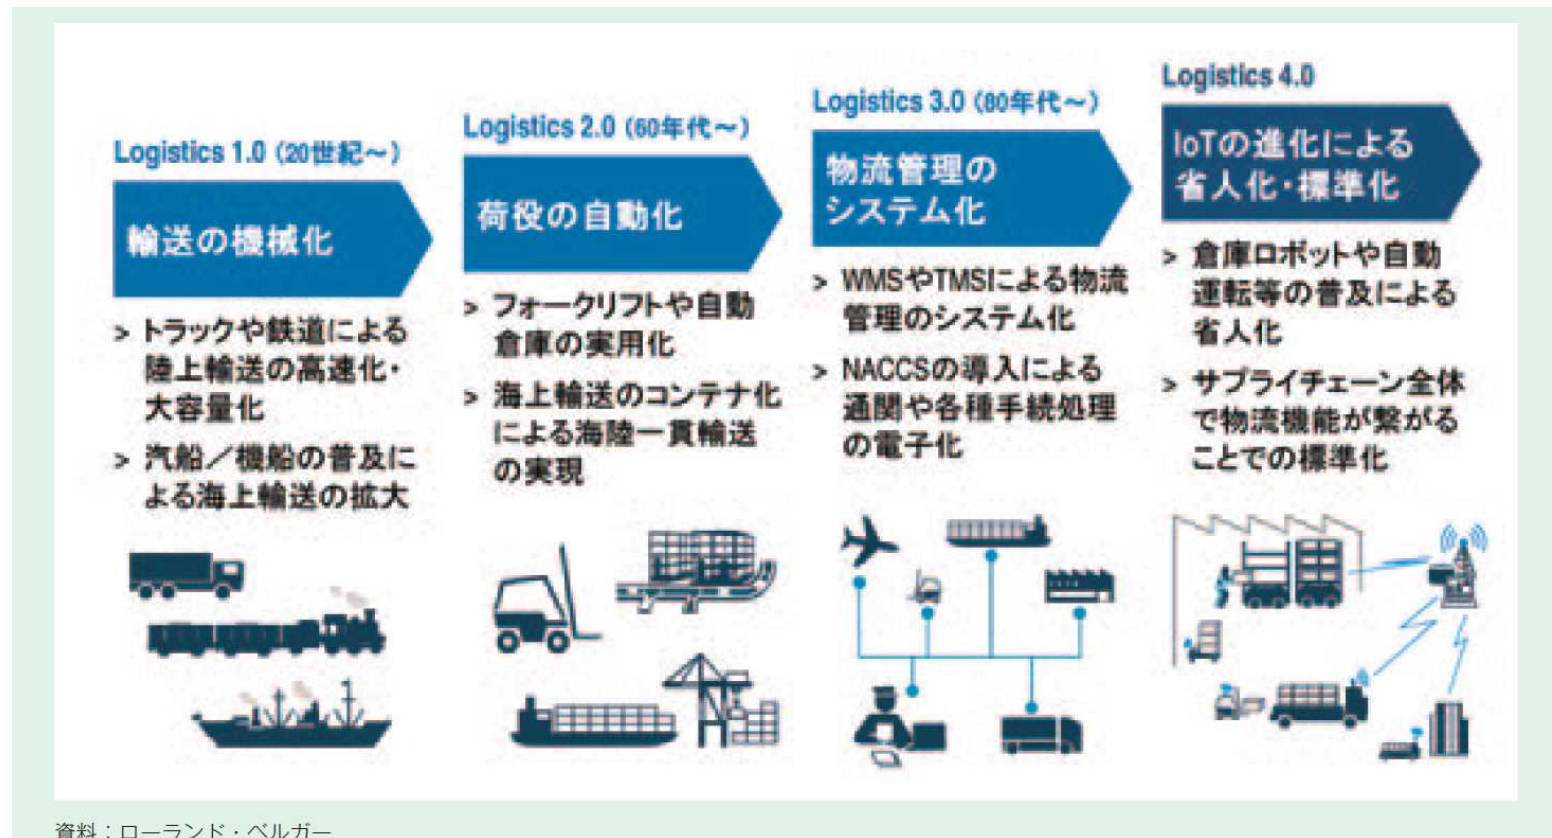 Logistics 1.0（20世紀～）
輸送の機械化
> トラックや鉄道による
陸上輸送の高速化・
大容量化
> 汽船／機船の普及に
よる海上輸送の拡大
Logistics 2.0（60年代～）
荷役の自動化
> フォークリフトや自動
倉庫の実用化
> 海上輸送のコンテナ化
による海陸一貫輸送
の実現
Logistics 3.0（80年代～）
物流管理の
システム化
> WMSやTMSによる物流
管理のシステム化
> NACCSの導入による
通関や各種手続処理
の電子化
Logistics 4.0
IoTの進化による
省人化・標準化
> 倉庫ロボットや自動
運転等の普及による
省人化
> サプライチェーン全体
で物流機能が繋がる
ことでの標準化
資料：ローランド・ベルガー